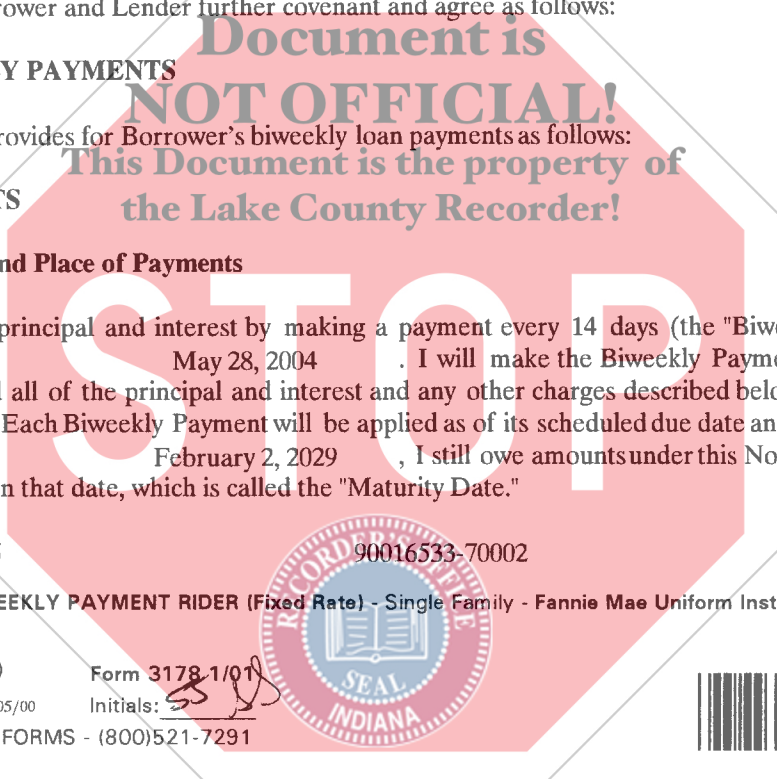 rower and Lender further covenant and agree as follows:
Document is
Y PAYMENTS
NOT OFFICIAL!
rovides for Borrower's biweekly loan payments as follows:
This Document is the property of
TS
the Lake County Recorder!
nd Place of Payments
STOP
principal and interest by making a payment every 14 days (the "Biwe
May 28, 2004 . I will make the Biweekly Payme
all of the principal and interest and any other charges described belo
Each Biweekly Payment will be applied as of its scheduled due date an
February 2, 2029 , I still owe amounts under this No
n that date, which is called the "Maturity Date."
90016533-70002
EEKLY PAYMENT RIDER (Fixed Rate) - Single Family - Fannie Mae Uniform Inst
RECORDER'S OFFICE
SEAL
INDIANA
Form 3178 1/01
05/00 Initials:
FORMS - (800)521-7291